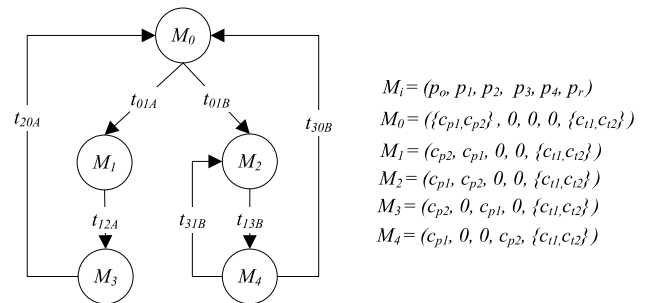 M0
t20A
t01A
t01B
t30B
M1
M2
t12A
t31B
t13B
M3
M4
Mi = (po, p1, p2, p3, p4, pr)
M0 = ({cp1,cp2}, 0, 0, 0, {ct1,ct2})
M1 = (cp2, cp1, 0, 0, {ct1,ct2})
M2 = (cp1, cp2, 0, 0, {ct1,ct2})
M3 = (cp2, 0, cp1, 0, {ct1,ct2})
M4 = (cp1, 0, 0, cp2, {ct1,ct2})